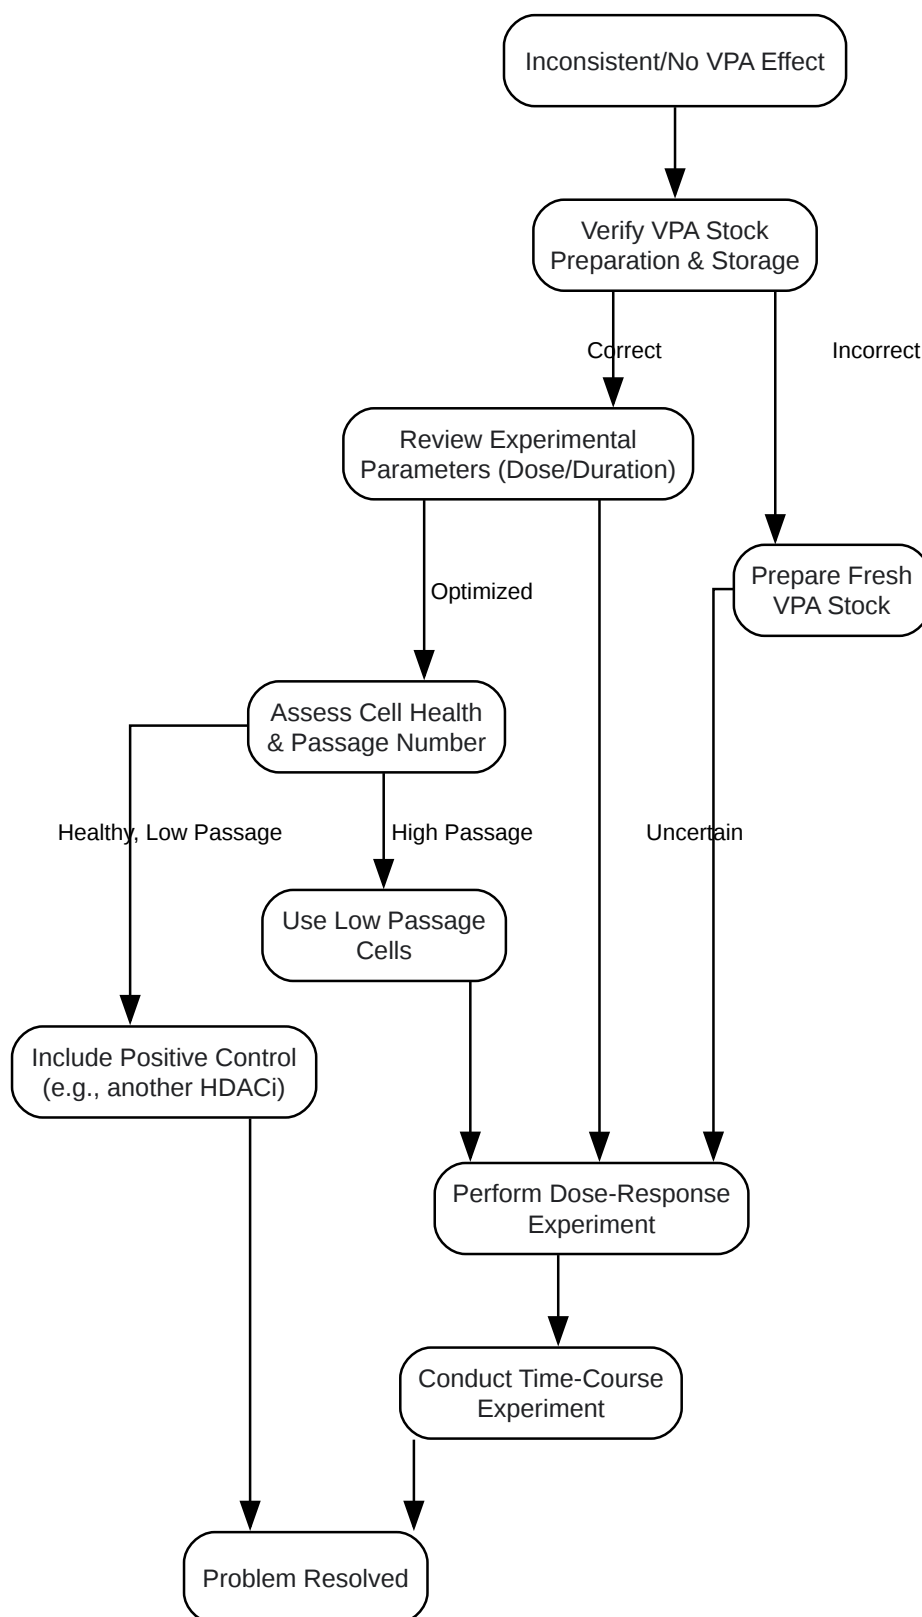 Inconsistent/No VPA Effect
Verify VPA Stock
Preparation & Storage
Correct
Incorrect
Review Experimental
Parameters (Dose/Duration)
Prepare Fresh
VPA Stock
Optimized
Assess Cell Health
& Passage Number
Healthy, Low Passage
High Passage
Uncertain
Use Low Passage
Cells
Include Positive Control
(e.g., another HDACi)
Perform Dose-Response
Experiment
Conduct Time-Course
Experiment
Problem Resolved